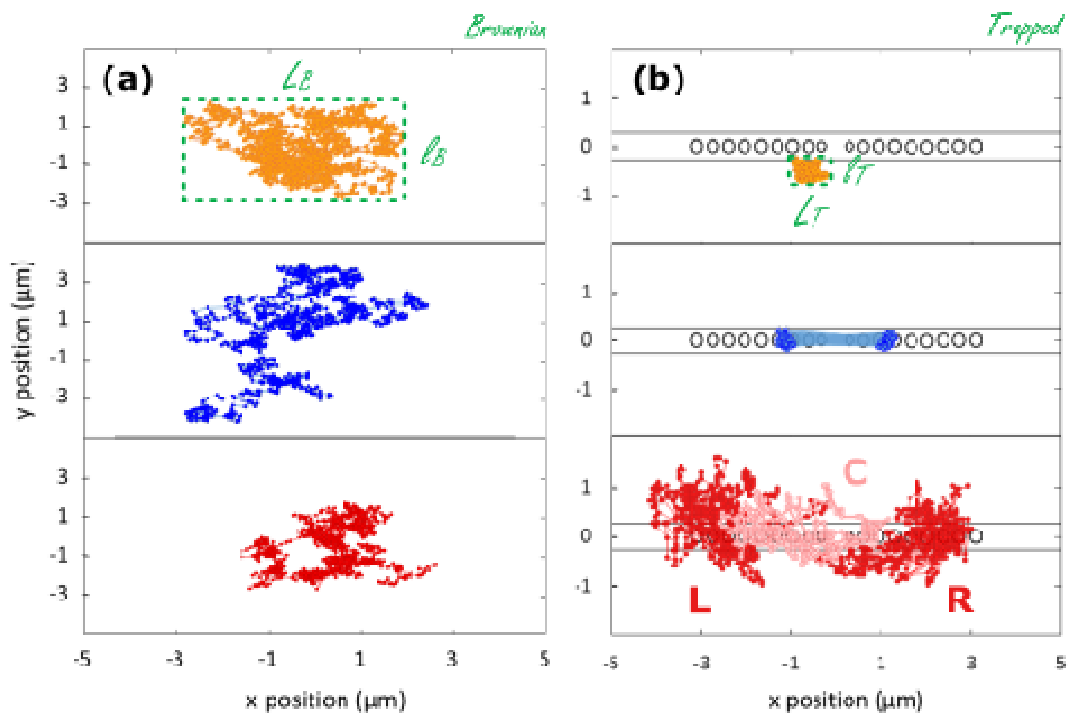 Brownian
Trapped
(a)
(b)
L_B
l_B
l_T
L_T
C
L
R
3
1
-1
-3
3
1
-1
-3
3
1
-1
-3
1
0
1
1
0
-1
1
0
-1
y position (μm)
-5
-3
-1
1
3
5
-5
-3
-1
1
3
5
x position (μm)
x position (μm)